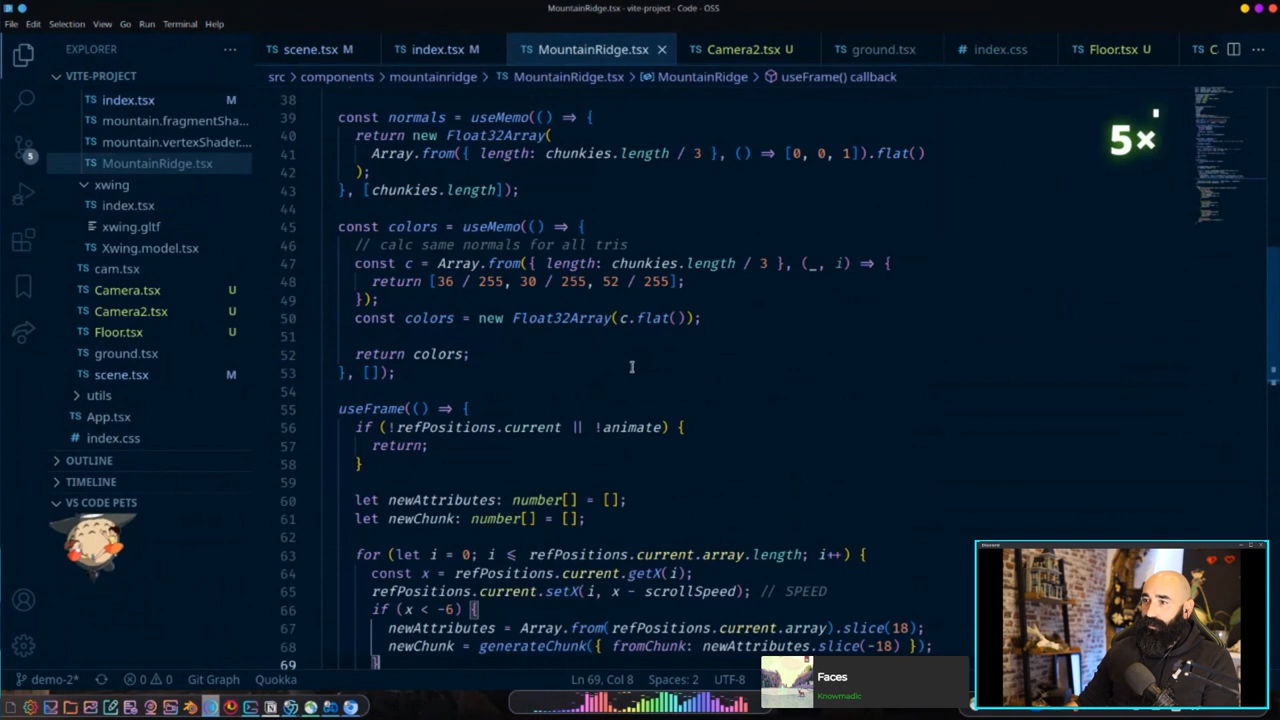 MountainRidge.tsx - vite-project - Code - OSS
File Edit Selection View Go Run Terminal Help
EXPLORER
VITE-PROJECT
index.tsx M
mountain.fragmentSha...
mountain.vertexShader....
MountainRidge.tsx
xwing
index.tsx
xwing.gltf
Xwing.model.tsx
cam.tsx
Camera.tsx U
Camera2.tsx U
Floor.tsx U
ground.tsx
scene.tsx M
utils
App.tsx
index.css
OUTLINE
TIMELINE
VS CODE PETS
5
scene.tsx M index.tsx M MountainRidge.tsx Camera2.tsx U ground.tsx index.css Floor.tsx U C
src > components > mountainridge > MountainRidge.tsx > MountainRidge > useFrame() callback
38
39 const normals = useMemo(() => {
40 return new Float32Array(
41 Array.from({ length: chunkies.length / 3 }, () => [0, 0, 1]).flat()
42 );
43 }, [chunkies.length]);
44
45 const colors = useMemo(() => {
46 // calc same normals for all tris
47 const c = Array.from({ length: chunkies.length / 3 }, (_, i) => {
48 return [36 / 255, 30 / 255, 52 / 255];
49 });
50 const colors = new Float32Array(c.flat());
51
52 return colors;
53 }, []);
54
55 useFrame(() => {
56 if (!refPositions.current || !animate) {
57 return;
58 }
59
60 let newAttributes: number[] = [];
61 let newChunk: number[] = [];
62
63 for (let i = 0; i <= refPositions.current.array.length; i++) {
64 const x = refPositions.current.getX(i);
65 refPositions.current.setX(i, x - scrollSpeed); // SPEED
66 if (x < -6) {
67 newAttributes = Array.from(refPositions.current.array).slice(18);
68 newChunk = generateChunk({ fromChunk: newAttributes.slice(-18) });
69 }
5×
Discord
Faces
Knowmadic
demo-2* 0 0 Git Graph Quokka Ln 69, Col 8 Spaces: 2 UTF-8